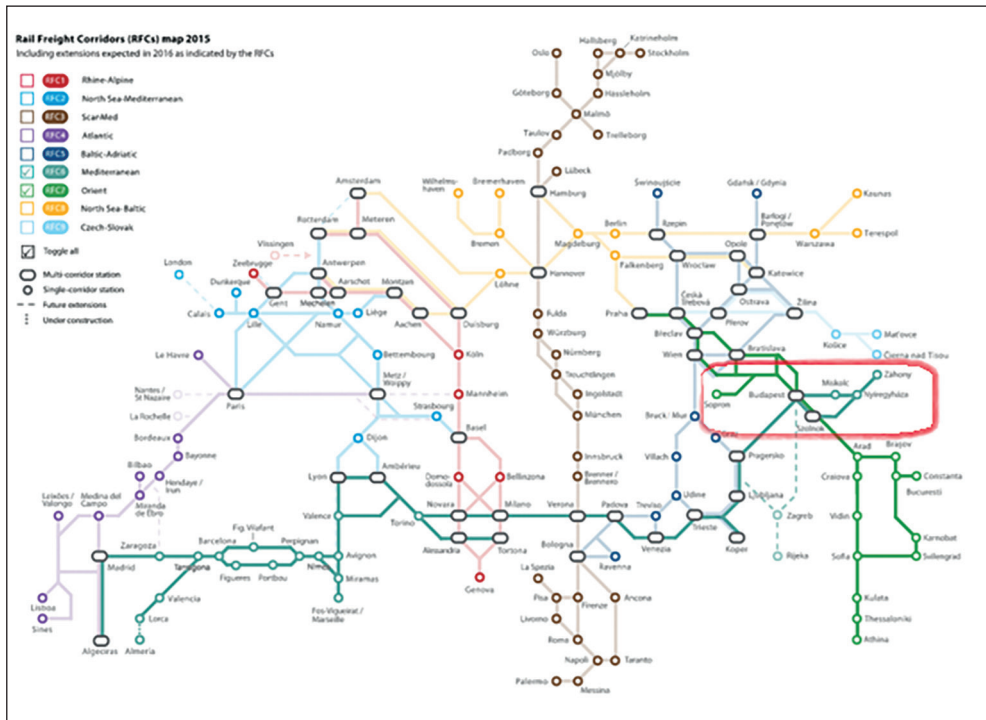 Rail Freight Corridors (RFCs) map 2015
Including extensions expected in 2016 as indicated by the RFCs
RFC1 Rhine-Alpine
RFC2 North Sea-Mediterranean
RFC3 ScanMed
RFC4 Atlantic
RFC5 Baltic-Adriatic
RFC6 Mediterranean
RFC7 Orient
RFC8 North Sea-Baltic
RFC9 Czech-Slovak
Toggle all
Multi-corridor station
Single-corridor station
Future extensions
Under construction
Oslo
Hallsberg
Katrineholm
Stockholm
Mjölby
Göteborg
Hässleholm
Malmö
Taulov
Trelleborg
Padborg
Lübeck
Hamburg
Amsterdam
Wilhelms-
haven
Bremerhaven
Świnoujście
Gdańsk / Gdynia
Kaunas
Rotterdam
Meteren
Bremen
Magdeburg
Berlin
Rzepin
Warszawa
Terespol
Vlissingen
London
Zeebrugge
Antwerpen
Dunkerque
Aarschot
Montzen
Löhne
Hannover
Falkenberg
Wrocław
Opole
Katowice
Gent
Mechelen
Calais
Lille
Namur
Liège
Aachen
Duisburg
Fulda
Praha
Česká
Třebová
Ostrava
Žilina
Würzburg
Břeclav
Přerov
Košice
Maťovce
Le Havre
Bettembourg
Köln
Nürnberg
Wien
Bratislava
Čierna nad Tisou
Metz /
Woippy
Treuchtlingen
Nantes /
St Nazaire
Paris
Strasbourg
Mannheim
Ingolstadt
Sopron
Budapest
Miskolc
Záhony
Nyíregyháza
La Rochelle
München
Bruck / Mur
Szolnok
Bordeaux
Dijon
Basel
Graz
Bayonne
Innsbruck
Villach
Pragersko
Arad
Brașov
Bilbao
Hendaye /
Irun
Lyon
Ambérieu
Domo-
dossola
Bellinzona
Brenner /
Brennero
Craiova
Constanta
Bucuresti
Leixões /
Valongo
Medina del
Campo
Miranda
de Ebro
Valence
Torino
Novara
Milano
Verona
Padova
Treviso
Udine
Ljubljana
Zagreb
Vidin
Zaragoza
Barcelona
Fig. Vilafant
Perpignan
Alessandria
Tortona
Bologna
Venezia
Trieste
Koper
Rijeka
Karnobat
Madrid
Tarragona
Figueres
Portbou
Nîmes
Avignon
Ravenna
Sofia
Svilengrad
Miramas
Genova
La Spezia
Lisboa
Valencia
Fos-Vigueirat /
Marseille
Pisa
Firenze
Ancona
Kulata
Sines
Lorca
Livorno
Thessaloniki
Algeciras
Almería
Roma
Athina
Napoli
Taranto
Palermo
Messina